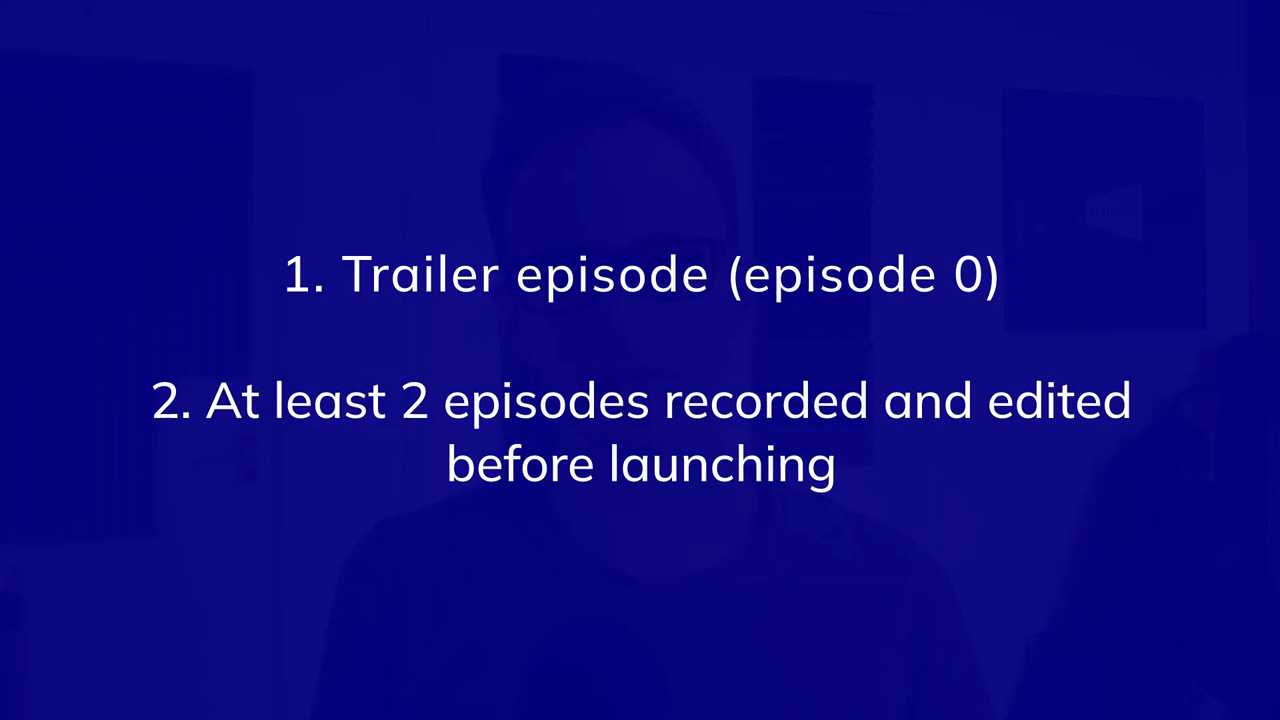 1. Trailer episode (episode 0)
2. At least 2 episodes recorded and edited
before launching